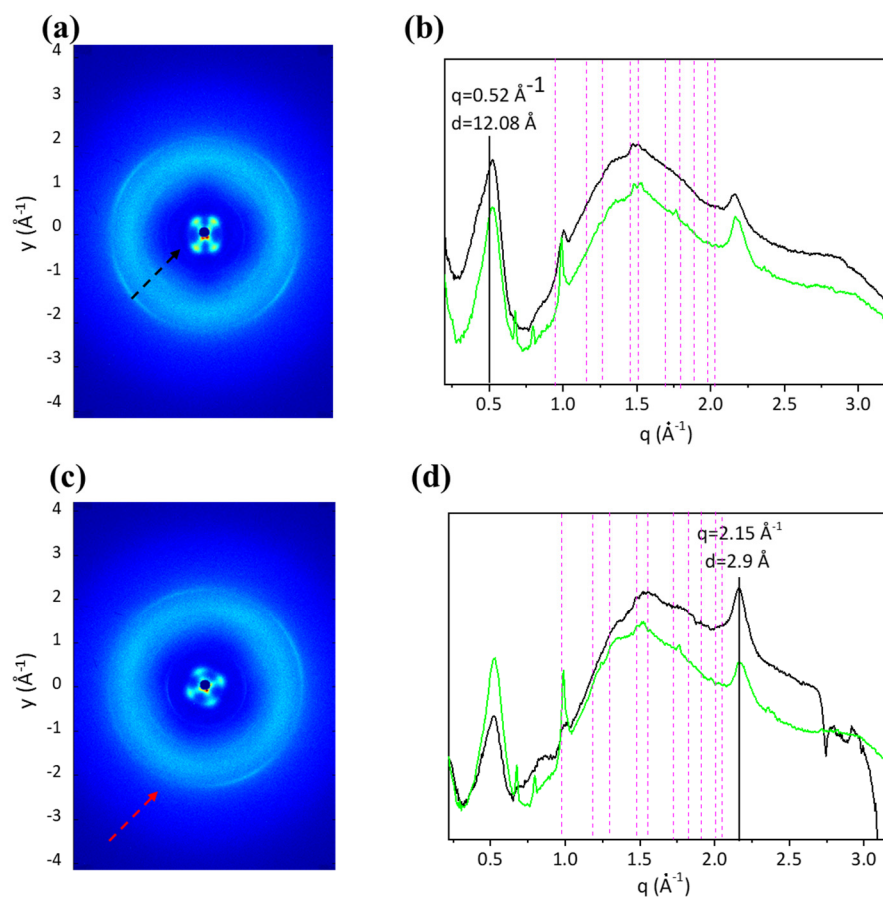 (a)
4
3
2
1
0
-1
-2
-3
-4
y (Å⁻¹)
(b)
q=0.52 Å⁻¹
d=12.08 Å
0.5 1.0 1.5 2.0 2.5 3.0
q (Å⁻¹)
(c)
4
3
2
1
0
-1
-2
-3
-4
y (Å⁻¹)
(d)
q=2.15 Å⁻¹
d=2.9 Å
0.5 1.0 1.5 2.0 2.5 3.0
q (Å⁻¹)